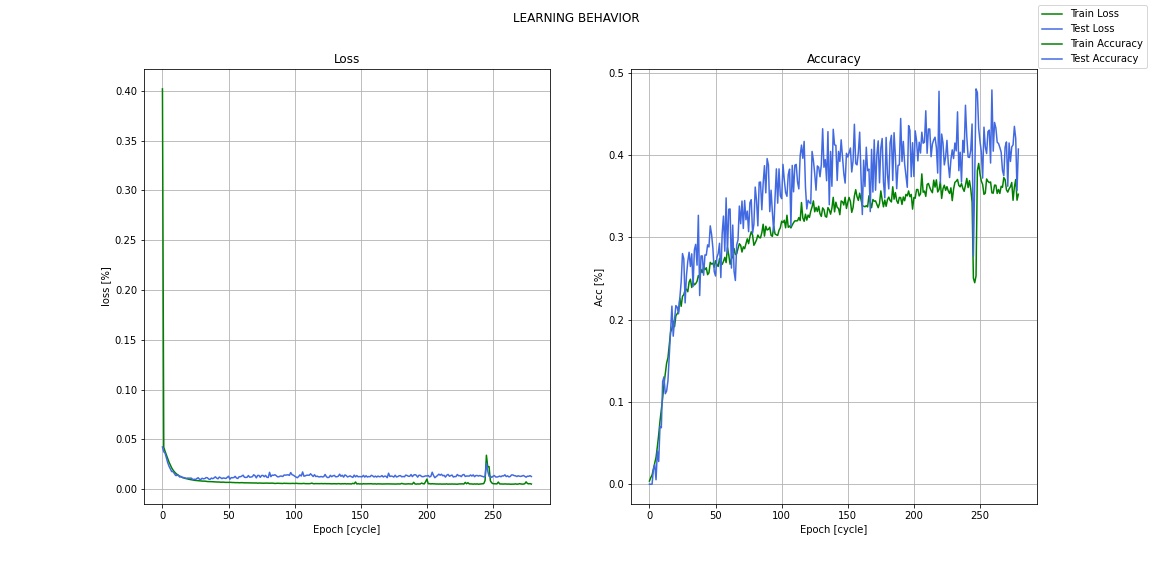 LEARNING BEHAVIOR
Train Loss
Test Loss
Train Accuracy
Test Accuracy
Loss
0.40
0.35
0.30
0.25
0.20
0.15
0.10
0.05
0.00
loss [%]
0
50
100
150
200
250
Epoch [cycle]
Accuracy
0.5
0.4
0.3
0.2
0.1
0.0
Acc [%]
0
50
100
150
200
250
Epoch [cycle]